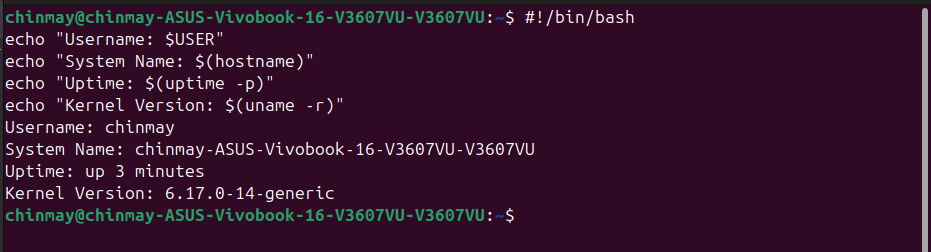 chinmay@chinmay-ASUS-Vivobook-16-V3607VU-V3607VU:~$ #!/bin/bash
echo "Username: $USER"
echo "System Name: $(hostname)"
echo "Uptime: $(uptime -p)"
echo "Kernel Version: $(uname -r)"
Username: chinmay
System Name: chinmay-ASUS-Vivobook-16-V3607VU-V3607VU
Uptime: up 3 minutes
Kernel Version: 6.17.0-14-generic
chinmay@chinmay-ASUS-Vivobook-16-V3607VU-V3607VU:~$